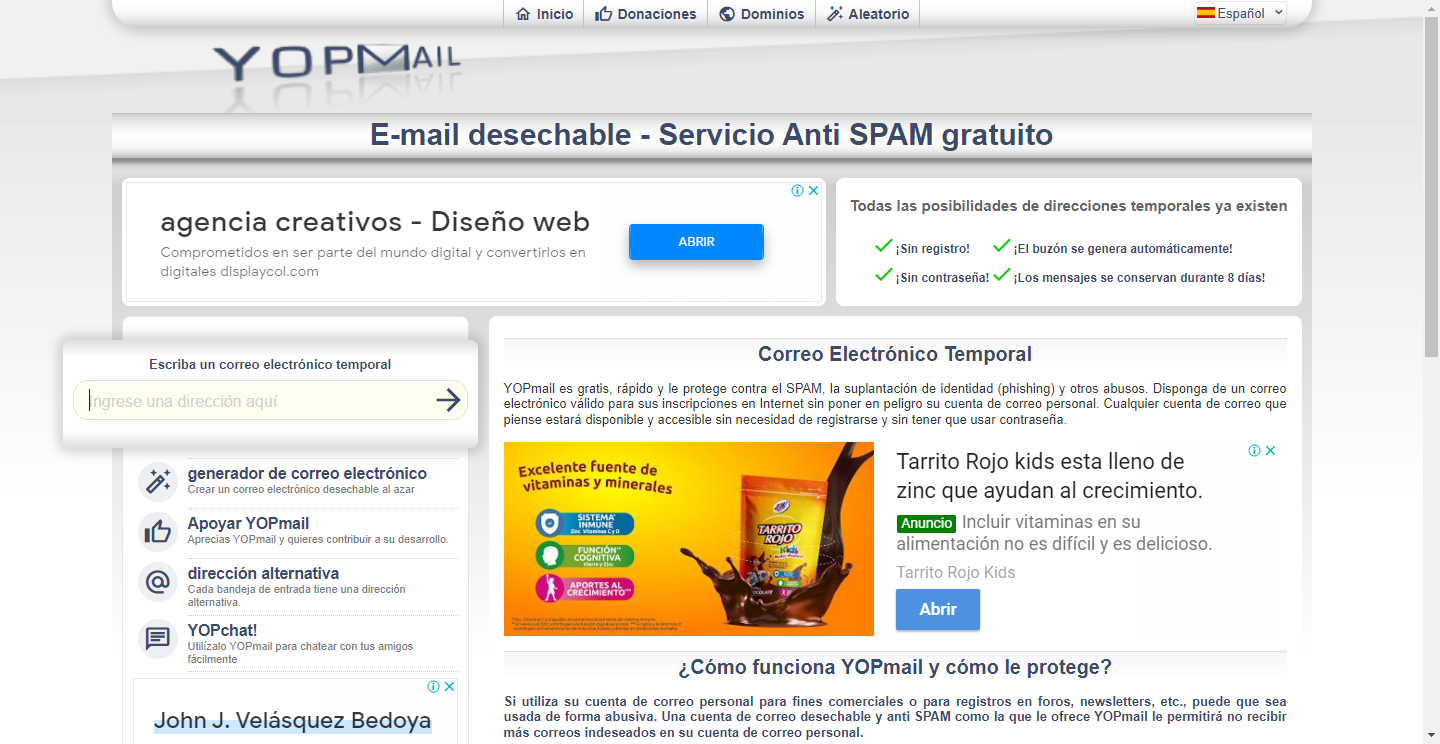 Inicio Donaciones Dominios Aleatorio Español
YOPMAIL
E-mail desechable - Servicio Anti SPAM gratuito
agencia creativos - Diseño web
Comprometidos en ser parte del mundo digital y convertirlos en
digitales displaycol.com
ABRIR
Todas las posibilidades de direcciones temporales ya existen
¡Sin registro! ¡El buzón se genera automáticamente!
¡Sin contraseña! ¡Los mensajes se conservan durante 8 días!
Escriba un correo electrónico temporal
Ingrese una dirección aquí
generador de correo electrónico
Crear un correo electrónico desechable al azar
Apoyar YOPmail
Aprecias YOPmail y quieres contribuir a su desarrollo.
dirección alternativa
Cada bandeja de entrada tiene una dirección
alternativa.
YOPchat!
Utilízalo YOPmail para chatear con tus amigos
fácilmente
John J. Velásquez Bedoya
Correo Electrónico Temporal
YOPmail es gratis, rápido y le protege contra el SPAM, la suplantación de identidad (phishing) y otros abusos. Disponga de un correo
electrónico válido para sus inscripciones en Internet sin poner en peligro su cuenta de correo personal. Cualquier cuenta de correo que
piense estará disponible y accesible sin necesidad de registrarse y sin tener que usar contraseña.
Excelente fuente de
vitaminas y minerales
SISTEMA
INMUNE
Zinc Vitaminas C y D
FUNCIÓN
COGNITIVA
Hierro y Zinc
APORTES AL
CRECIMIENTO
TARRITO
ROJO
Kids
Tarrito Rojo kids esta lleno de
zinc que ayudan al crecimiento.
Anuncio Incluir vitaminas en su
alimentación no es difícil y es delicioso.
Tarrito Rojo Kids
Abrir
¿Cómo funciona YOPmail y cómo le protege?
Si utiliza su cuenta de correo personal para fines comerciales o para registros en foros, newsletters, etc., puede que sea
usada de forma abusiva. Una cuenta de correo desechable y anti SPAM como la que le ofrece YOPmail le permitirá no recibir
más correos indeseados en su cuenta de correo personal.